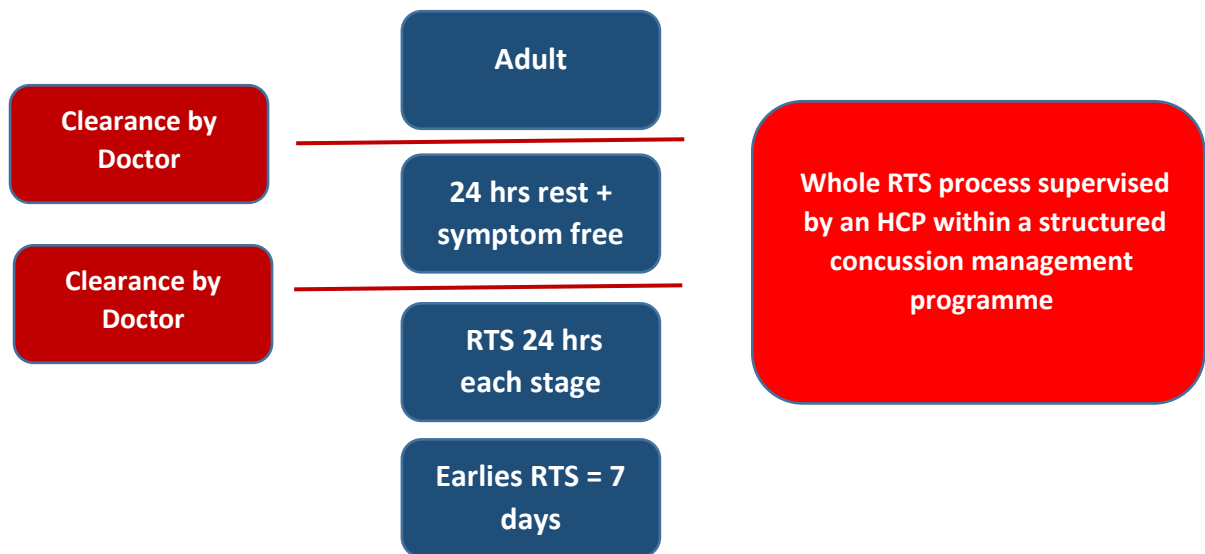 Clearance by
Doctor
Clearance by
Doctor
Adult
24 hrs rest +
symptom free
RTS 24 hrs
each stage
Earlies RTS = 7
days
Whole RTS process supervised
by an HCP within a structured
concussion management
programme